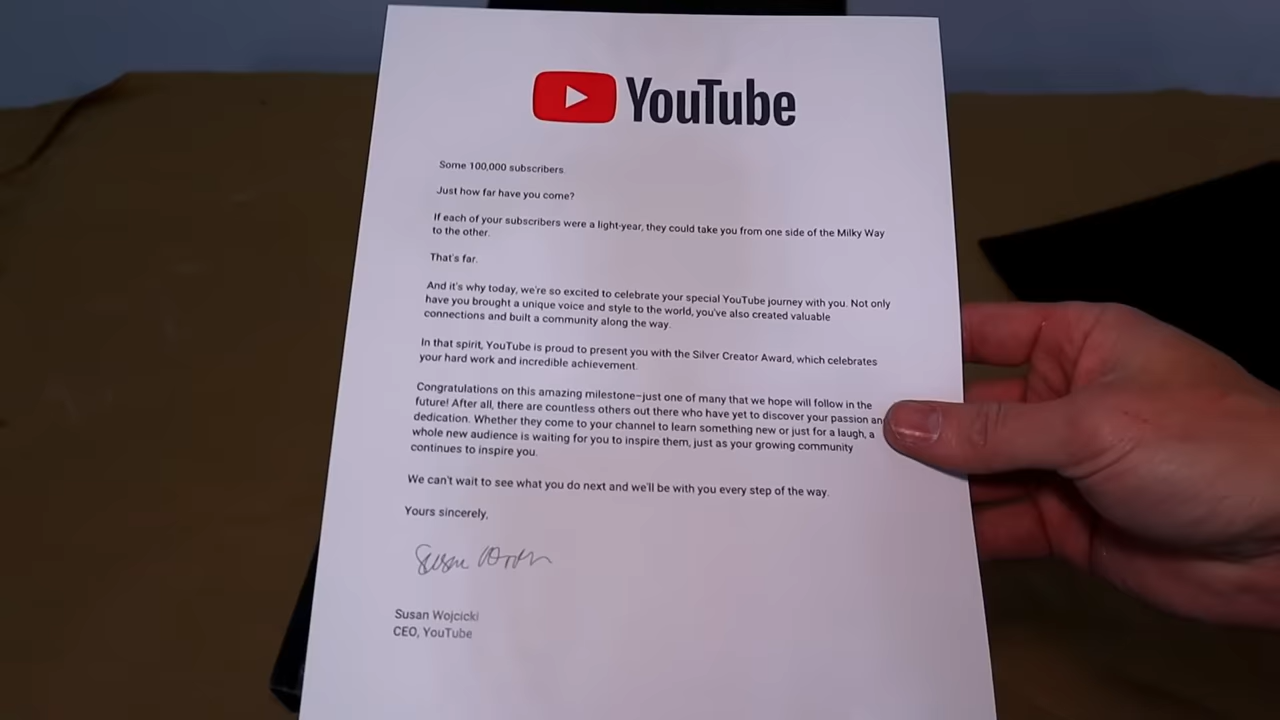 YouTube
Some 100,000 subscribers.
Just how far have you come?
If each of your subscribers were a light-year, they could take you from one side of the Milky Way
to the other.
That's far.
And it's why today, we're so excited to celebrate your special YouTube journey with you. Not only
have you brought a unique voice and style to the world, you've also created valuable
connections and built a community along the way.
In that spirit, YouTube is proud to present you with the Silver Creator Award, which celebrates
your hard work and incredible achievement.
Congratulations on this amazing milestone–just one of many that we hope will follow in the
future! After all, there are countless others out there who have yet to discover your passion an
dedication. Whether they come to your channel to learn something new or just for a laugh, a
whole new audience is waiting for you to inspire them, just as your growing community
continues to inspire you.
We can't wait to see what you do next and we'll be with you every step of the way.
Yours sincerely,
Susan Wojcicki
CEO, YouTube